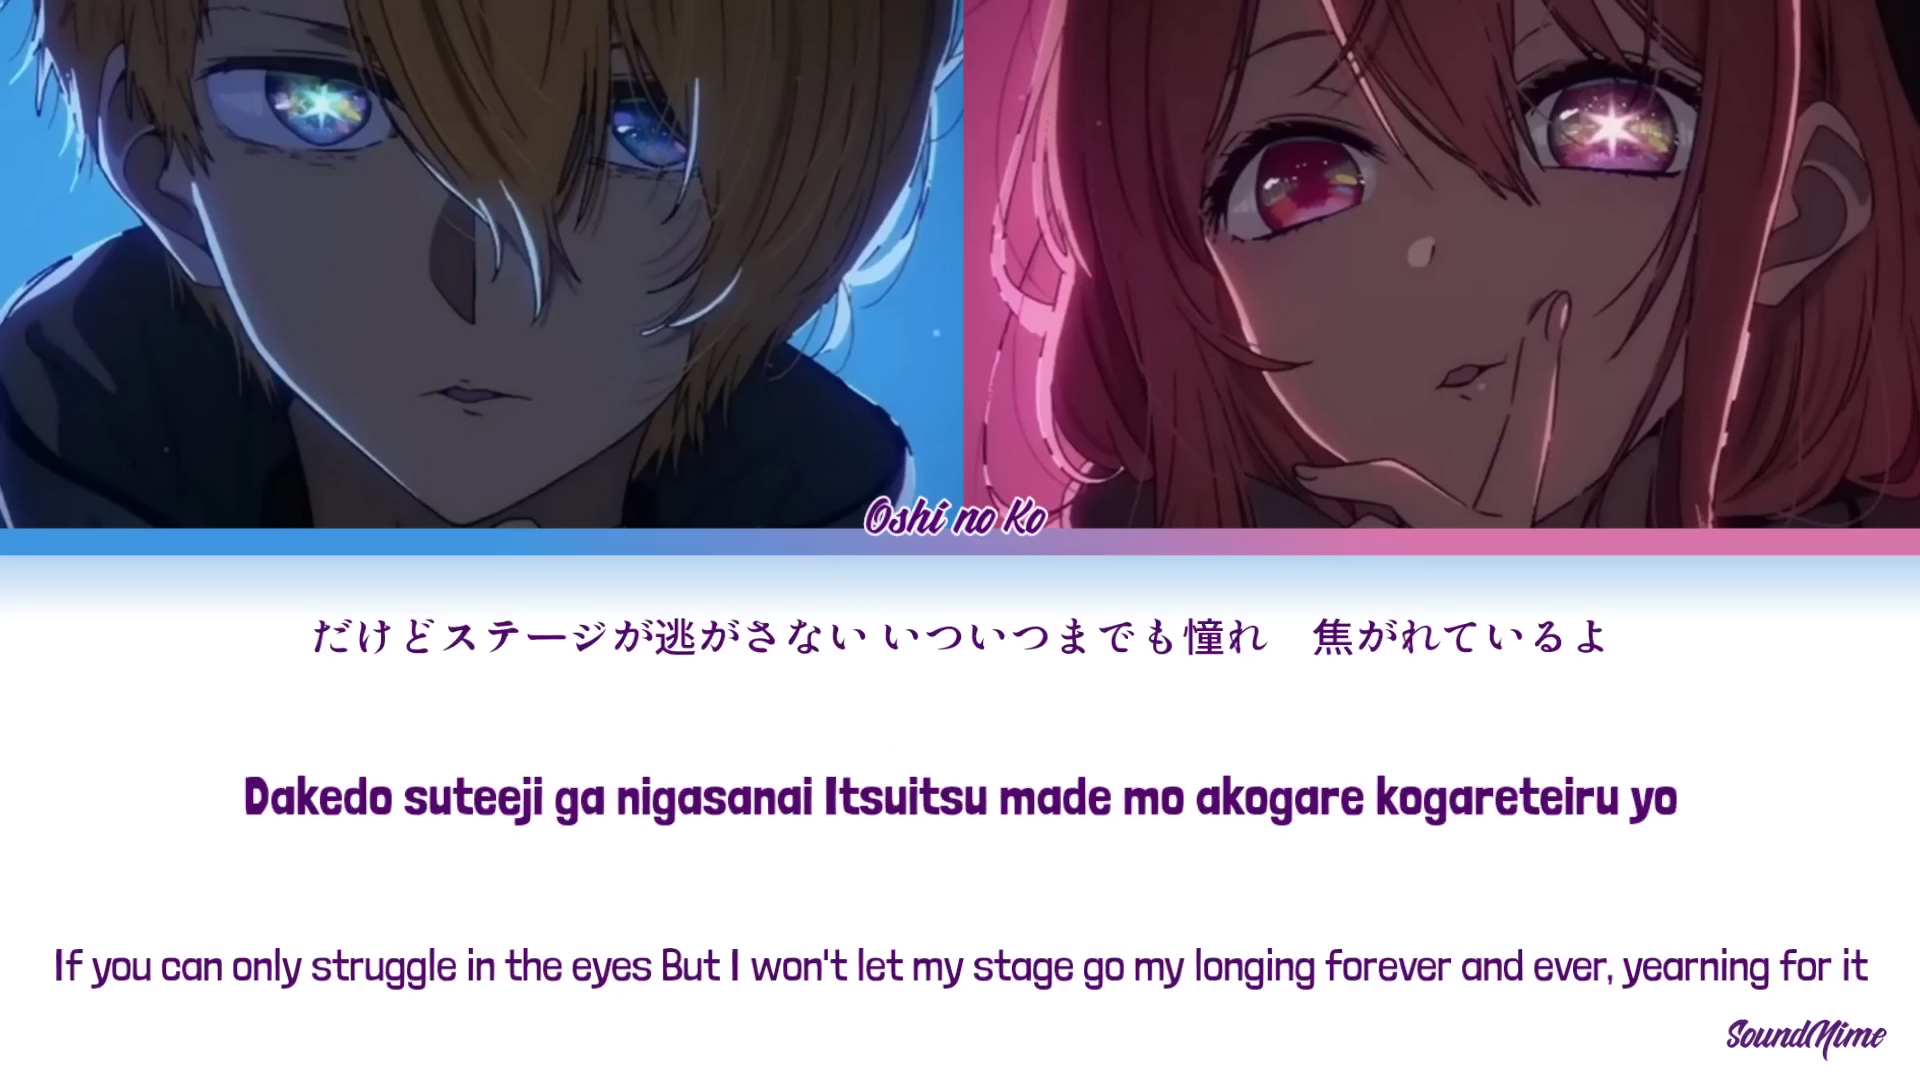 Oshi no Ko
だけどステージが逃がさない いついつまでも憧れ　焦がれているよ
Dakedo suteeji ga nigasanai Itsuitsu made mo akogare kogareteiru yo
If you can only struggle in the eyes But I won't let my stage go my longing forever and ever, yearning for it
SoundMime